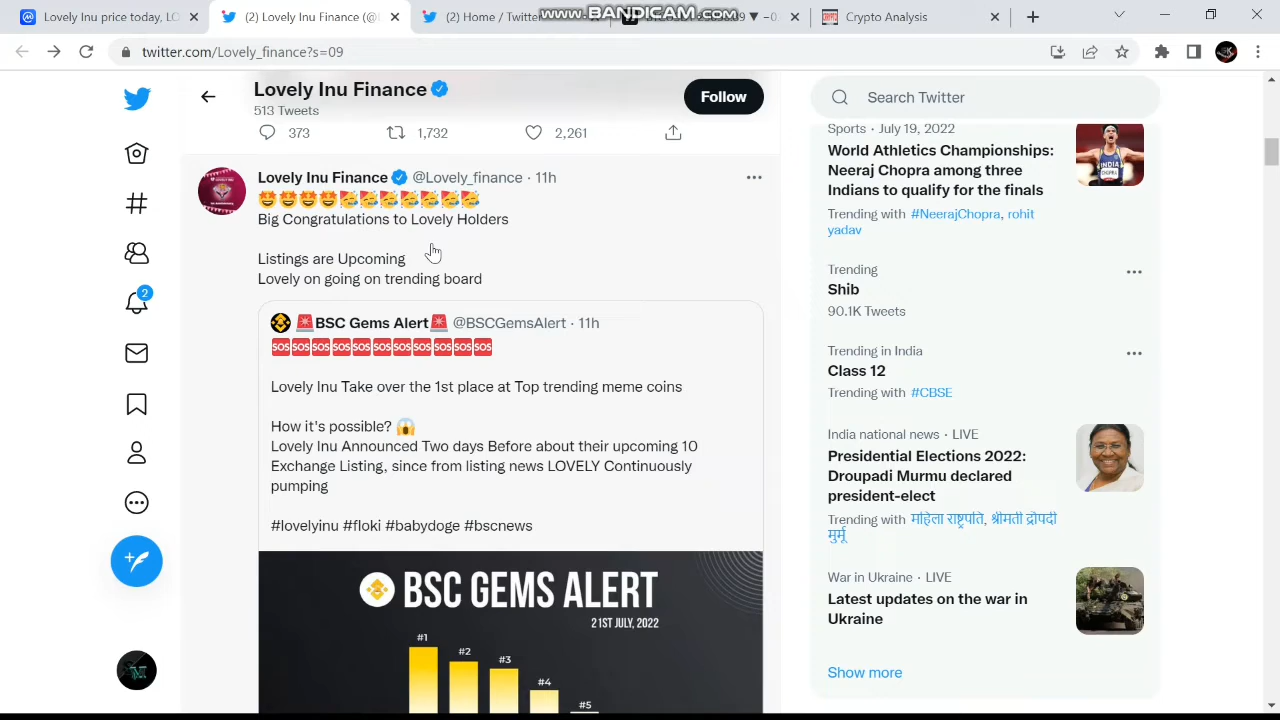 Lovely Inu price today, LO
(2) Lovely Inu Finance (@L
(2) Home / Twitter
www.BANDICAM.com
Crypto Analysis
twitter.com/Lovely_finance?s=09
Lovely Inu Finance
513 Tweets
Follow
373
1,732
2,261
Lovely Inu Finance @Lovely_finance · 11h
🤩🤩🤩🤩🥳🥳🥳🥳🥳🥳🥳
Big Congratulations to Lovely Holders
Listings are Upcoming
Lovely on going on trending board
🚨BSC Gems Alert🚨 @BSCGemsAlert · 11h
🆘🆘🆘🆘🆘🆘🆘🆘🆘🆘🆘
Lovely Inu Take over the 1st place at Top trending meme coins
How it's possible? 😱
Lovely Inu Announced Two days Before about their upcoming 10
Exchange Listing, since from listing news LOVELY Continuously
pumping
#lovelyinu #floki #babydoge #bscnews
BSC GEMS ALERT
21ST JULY, 2022
#1
#2
#3
#4
#5
2
Search Twitter
Sports · July 19, 2022
World Athletics Championships:
Neeraj Chopra among three
Indians to qualify for the finals
Trending with #NeerajChopra, rohit
yadav
INDIA
CHOPRA
Trending
Shib
90.1K Tweets
Trending in India
Class 12
Trending with #CBSE
India national news · LIVE
Presidential Elections 2022:
Droupadi Murmu declared
president-elect
Trending with महिला राष्ट्रपति, श्रीमती द्रौपदी
मुर्मू
War in Ukraine · LIVE
Latest updates on the war in
Ukraine
Show more